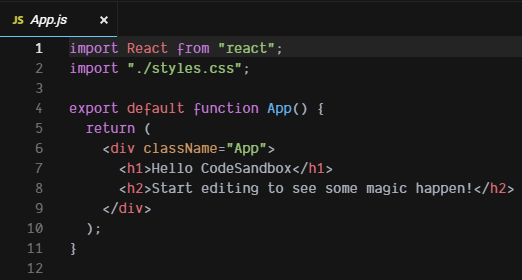 JS App.js ×
1 import React from "react";
2 import "./styles.css";
3
4 export default function App() {
5   return (
6     <div className="App">
7       <h1>Hello CodeSandbox</h1>
8       <h2>Start editing to see some magic happen!</h2>
9     </div>
10   );
11 }
12